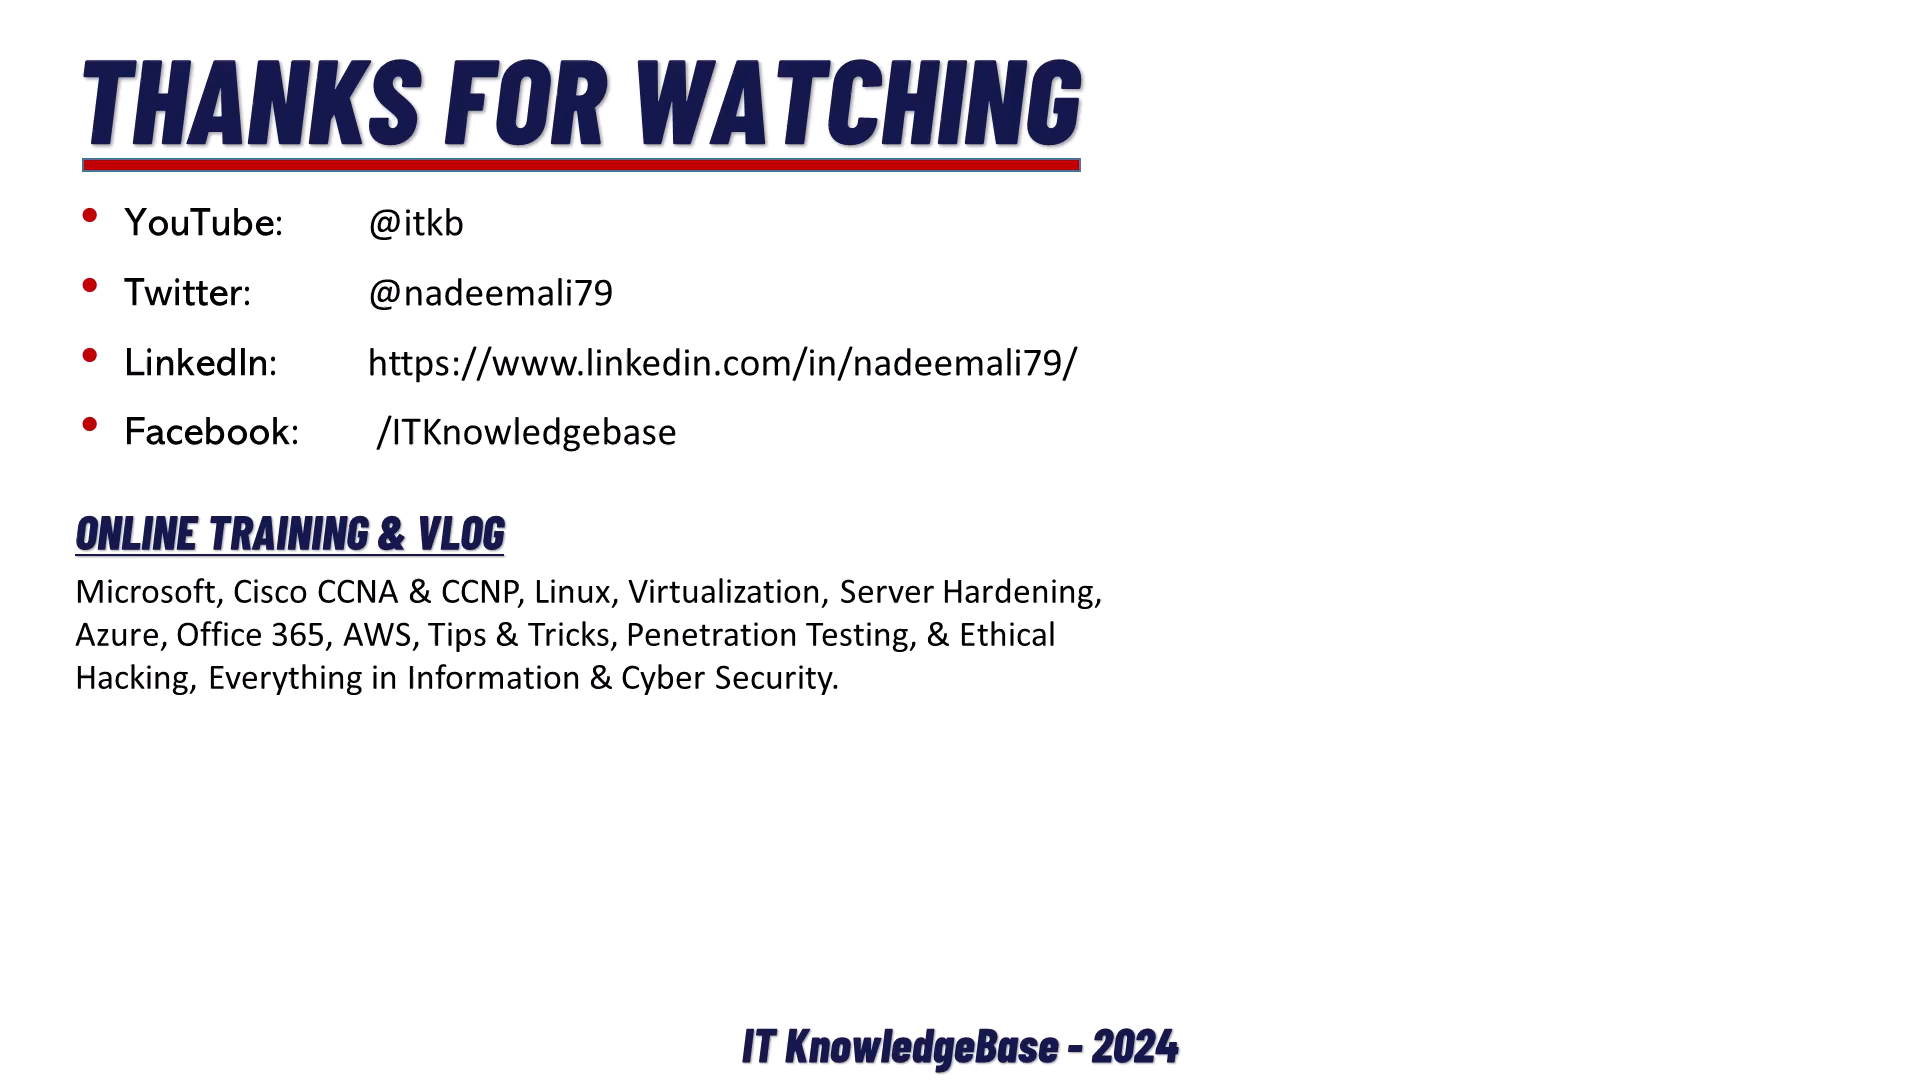 THANKS FOR WATCHING
• YouTube: @itkb
• Twitter: @nadeemali79
• LinkedIn: https://www.linkedin.com/in/nadeemali79/
• Facebook: /ITKnowledgebase
ONLINE TRAINING & VLOG
Microsoft, Cisco CCNA & CCNP, Linux, Virtualization, Server Hardening,
Azure, Office 365, AWS, Tips & Tricks, Penetration Testing, & Ethical
Hacking, Everything in Information & Cyber Security.
IT KnowledgeBase - 2024